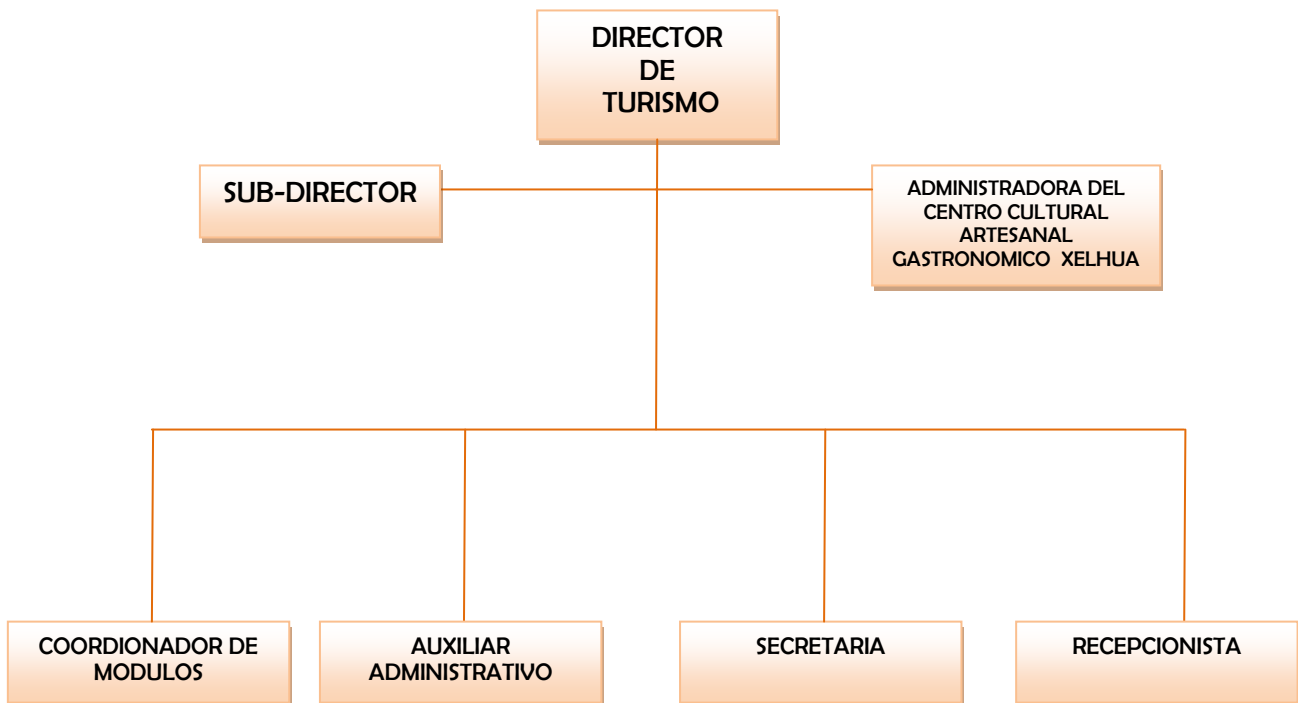 DIRECTOR
DE
TURISMO
SUB-DIRECTOR
ADMINISTRADORA DEL
CENTRO CULTURAL
ARTESANAL
GASTRONOMICO XELHUA
COORDIONADOR DE
MODULOS
AUXILIAR
ADMINISTRATIVO
SECRETARIA
RECEPCIONISTA